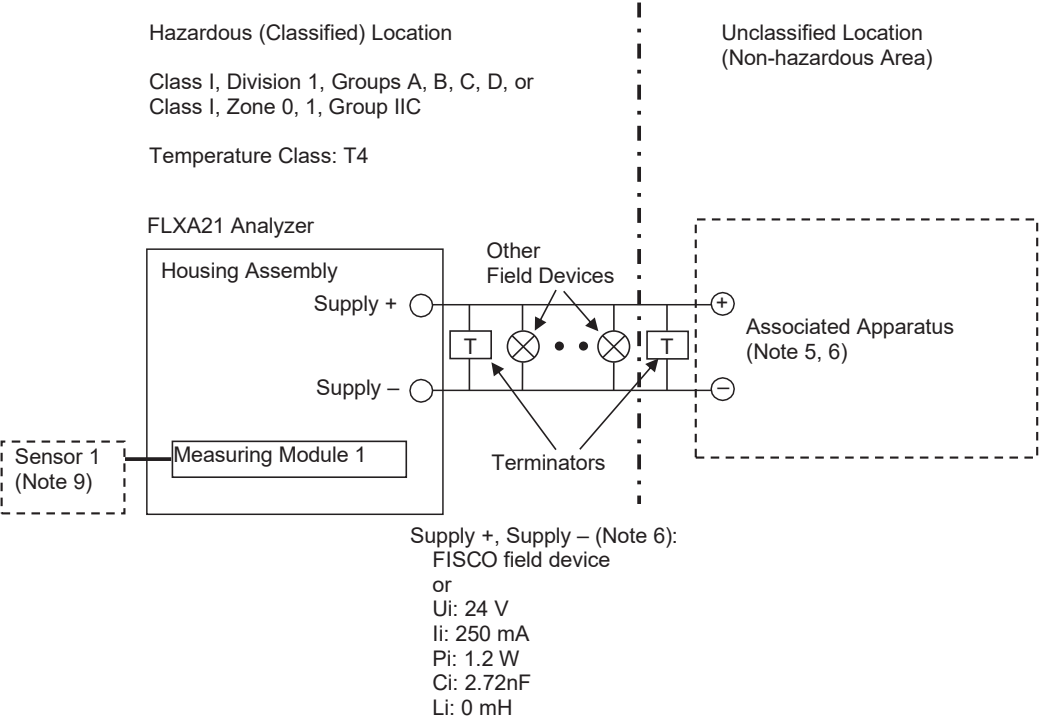 Hazardous (Classified) Location
Unclassified Location
(Non-hazardous Area)
Class I, Division 1, Groups A, B, C, D, or
Class I, Zone 0, 1, Group IIC
Temperature Class: T4
FLXA21 Analyzer
Housing Assembly
Other
Field Devices
Supply +
+
T
T
Associated Apparatus
(Note 5, 6)
Supply –
–
Sensor 1
(Note 9)
Measuring Module 1
Terminators
Supply +, Supply – (Note 6):
FISCO field device
or
Ui: 24 V
Ii: 250 mA
Pi: 1.2 W
Ci: 2.72nF
Li: 0 mH